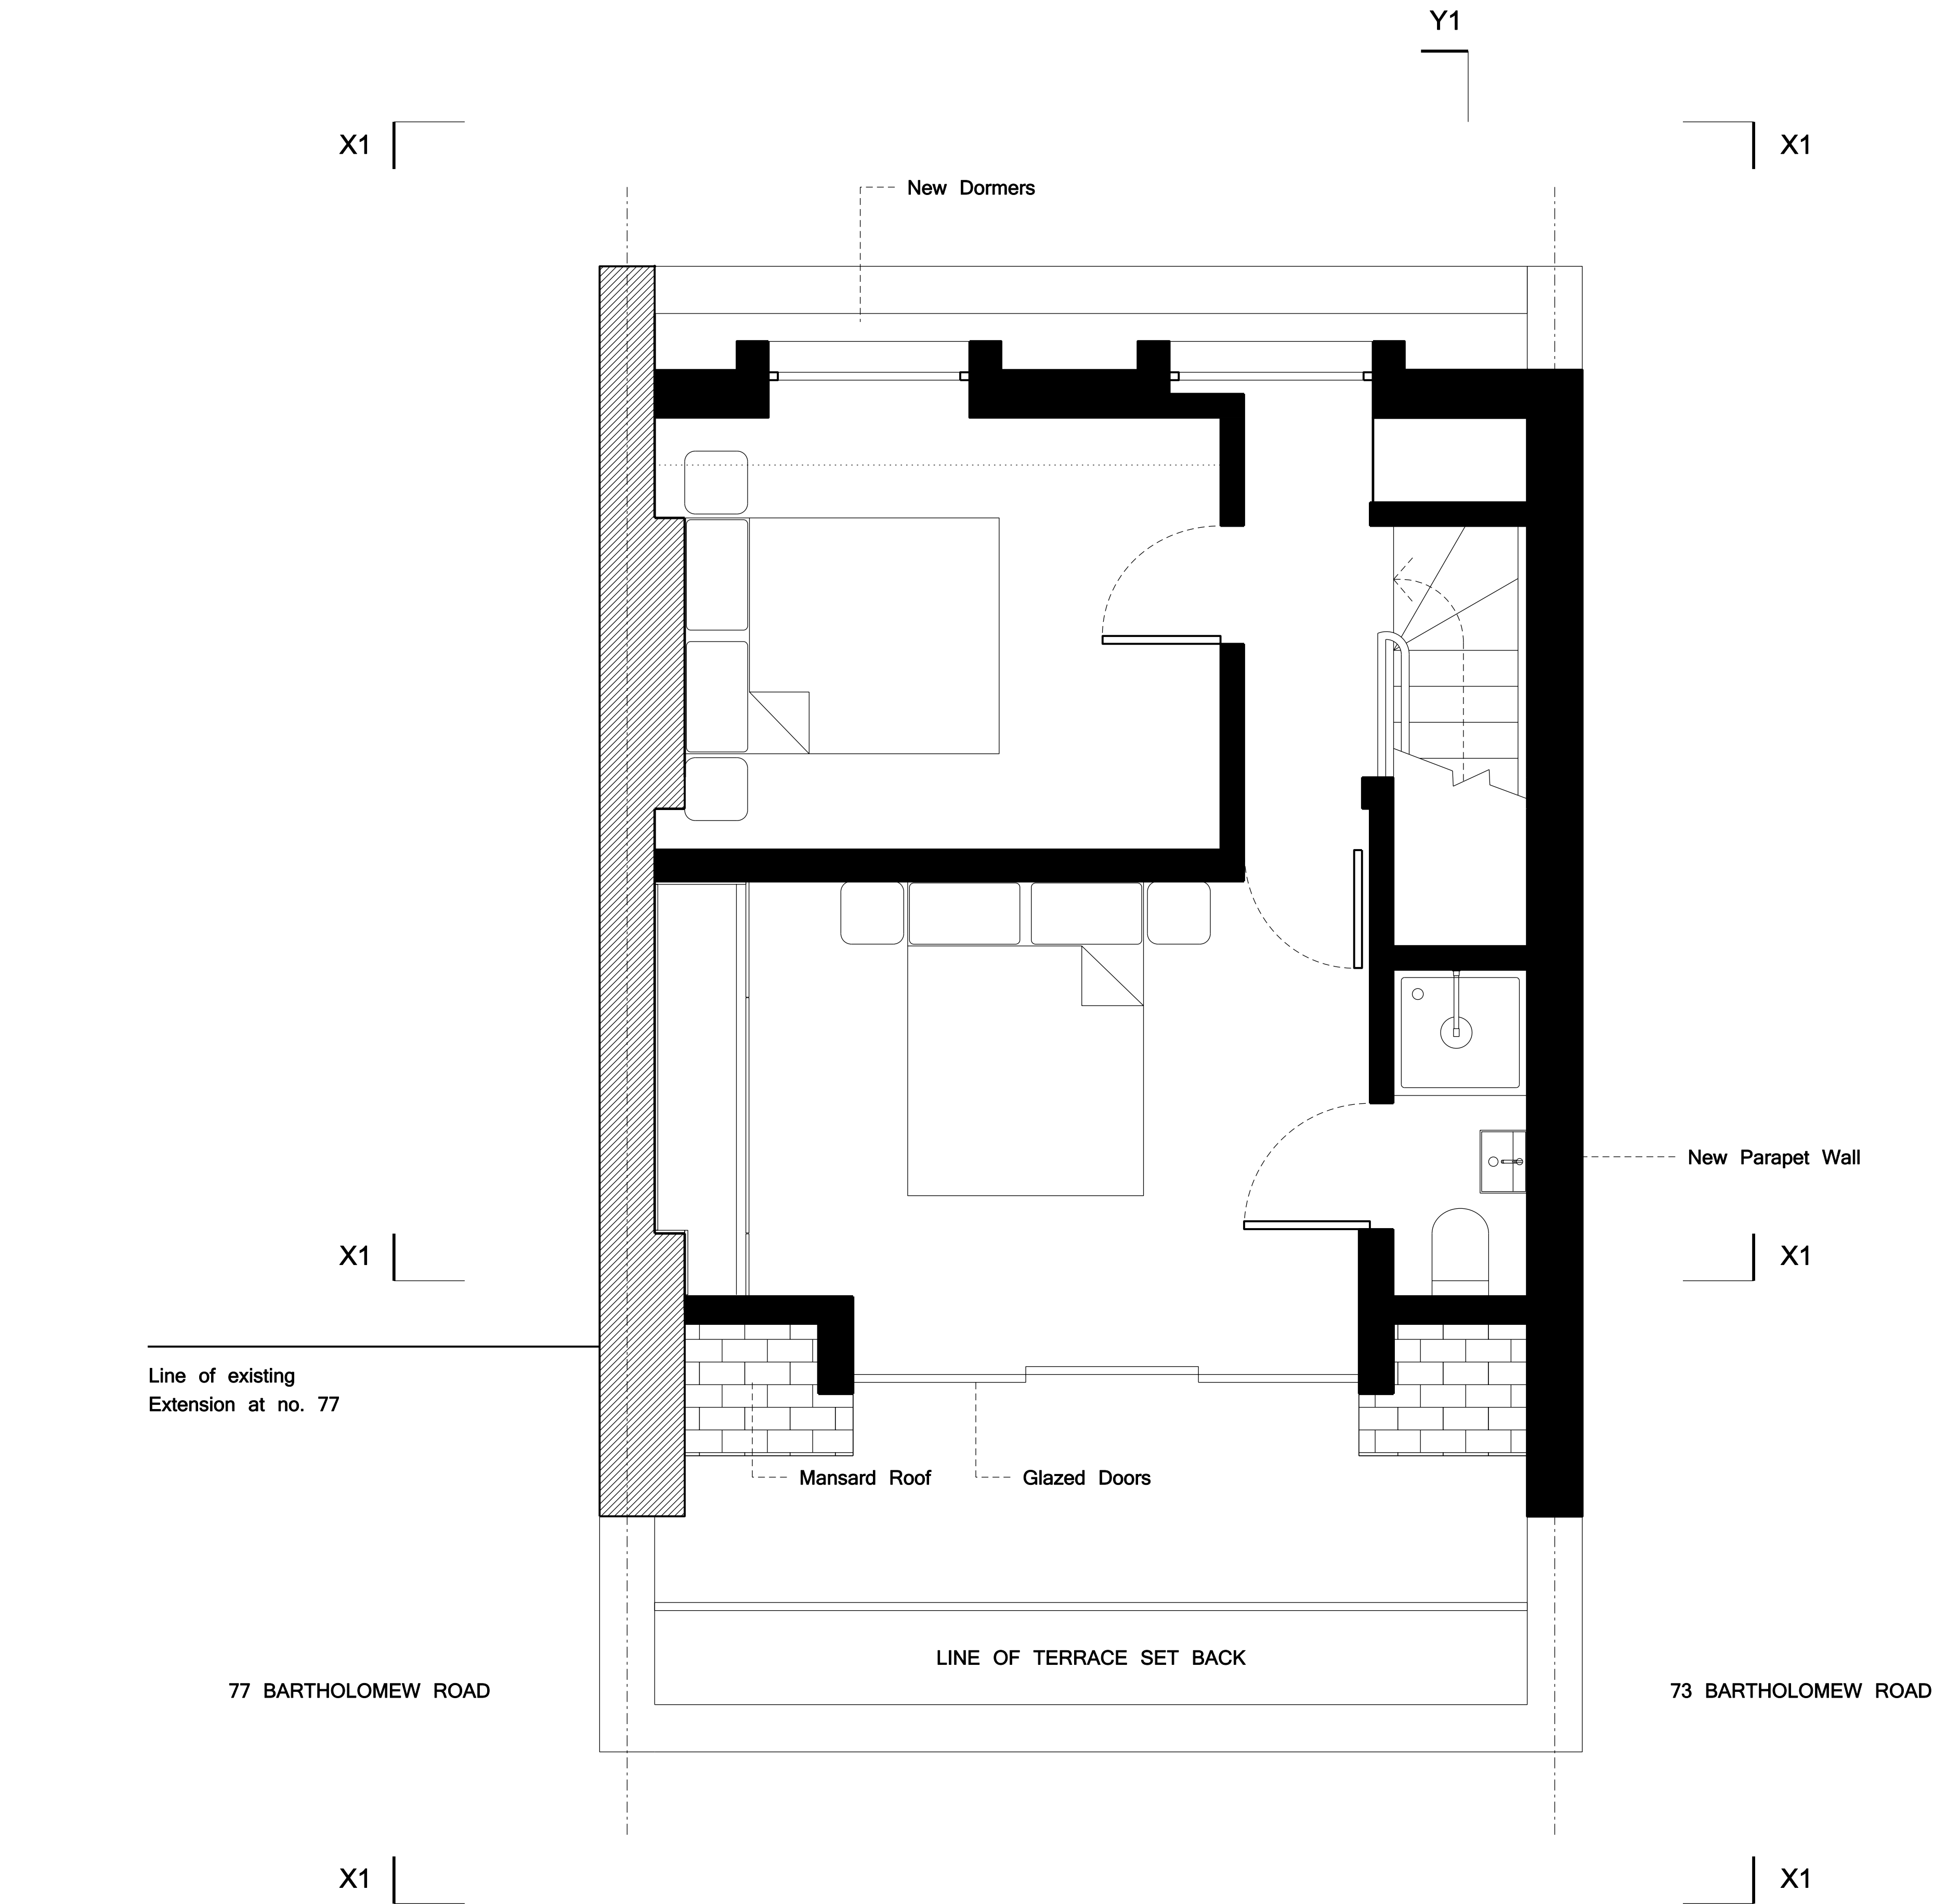 Y1
X1
X1
New Dormers
New Parapet Wall
X1
X1
Line of existing
Extension at no. 77
Mansard Roof
Glazed Doors
LINE OF TERRACE SET BACK
77 BARTHOLOMEW ROAD
73 BARTHOLOMEW ROAD
X1
X1